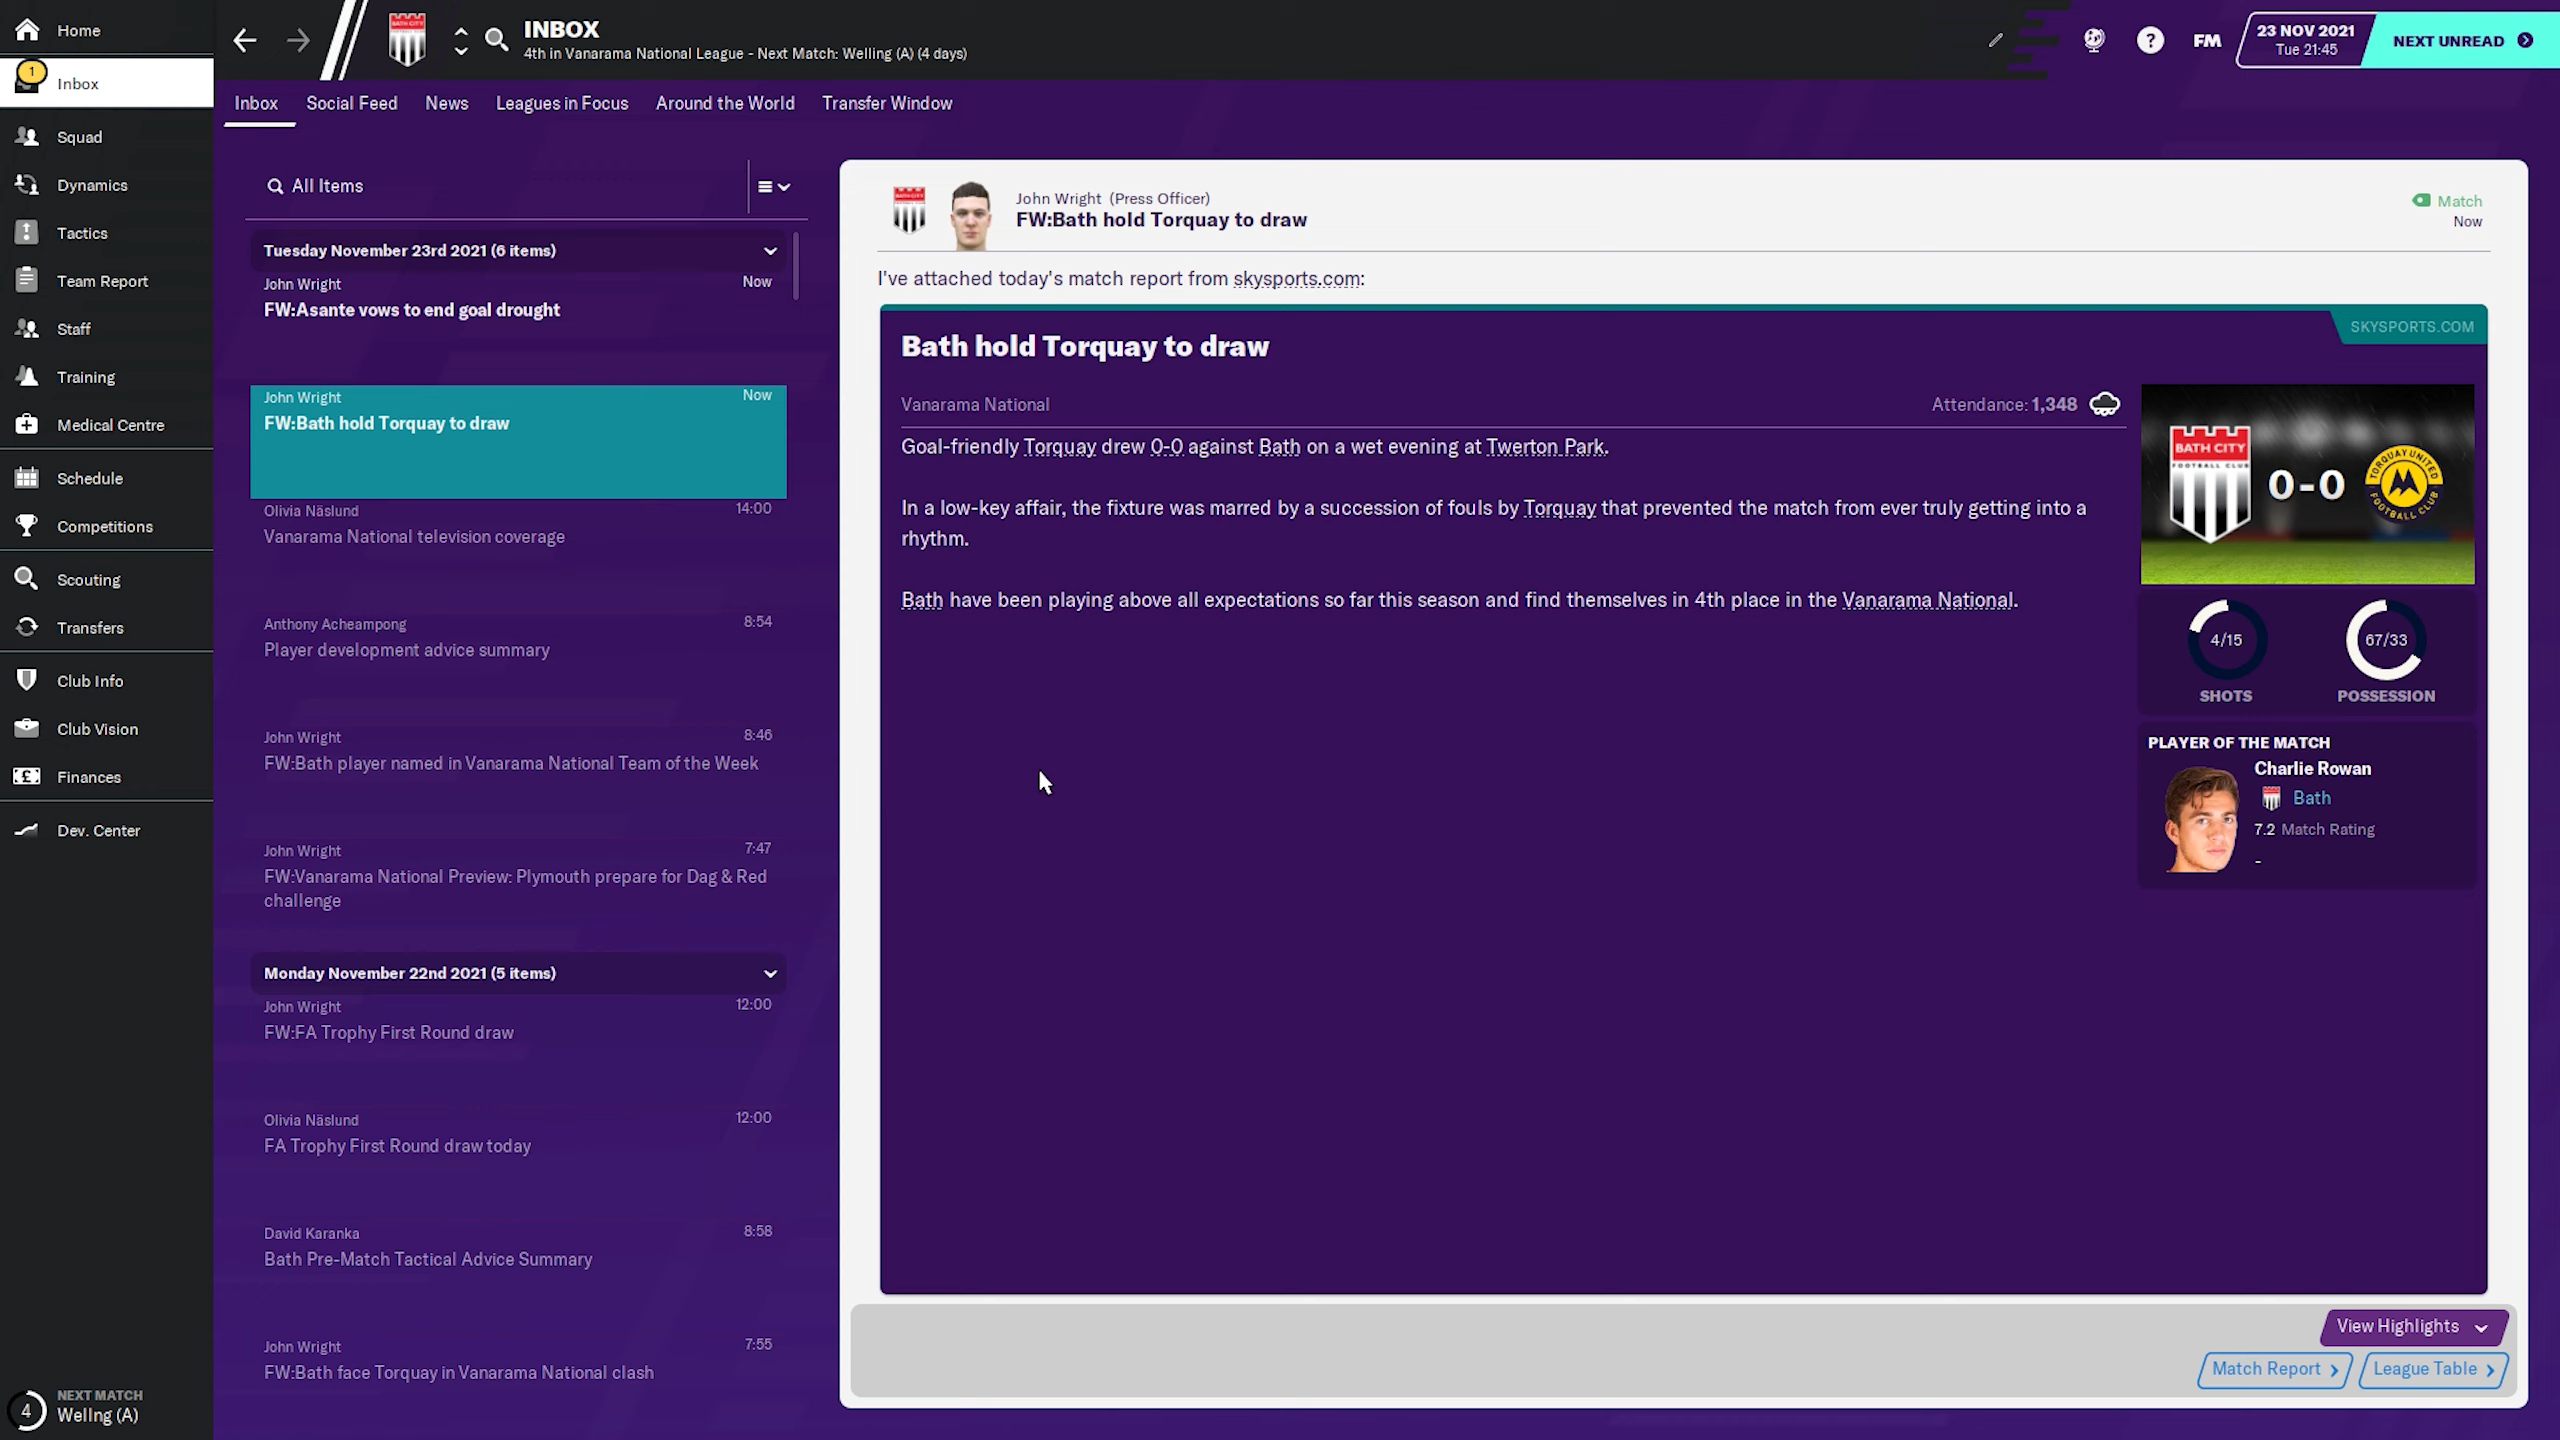 Home
1
Inbox
Squad
Dynamics
Tactics
Team Report
Staff
Training
Medical Centre
Schedule
Competitions
Scouting
Transfers
Club Info
Club Vision
Finances
Dev. Center
4
NEXT MATCH
Wellng (A)
BATH CITY
INBOX
4th in Vanarama National League - Next Match: Welling (A) (4 days)
?
FM
23 NOV 2021
Tue 21:45
NEXT UNREAD
Inbox
Social Feed
News
Leagues in Focus
Around the World
Transfer Window
All Items
Tuesday November 23rd 2021 (6 items)
John Wright
Now
FW:Asante vows to end goal drought
John Wright
Now
FW:Bath hold Torquay to draw
Olivia Näslund
14:00
Vanarama National television coverage
Anthony Acheampong
8:54
Player development advice summary
John Wright
8:46
FW:Bath player named in Vanarama National Team of the Week
John Wright
7:47
FW:Vanarama National Preview: Plymouth prepare for Dag & Red
challenge
Monday November 22nd 2021 (5 items)
John Wright
12:00
FW:FA Trophy First Round draw
Olivia Näslund
12:00
FA Trophy First Round draw today
David Karanka
8:58
Bath Pre-Match Tactical Advice Summary
John Wright
7:55
FW:Bath face Torquay in Vanarama National clash
BATH CITY
John Wright (Press Officer)
FW:Bath hold Torquay to draw
Match
Now
I've attached today's match report from skysports.com:
SKYSPORTS.COM
Bath hold Torquay to draw
Vanarama National
Attendance: 1,348
Goal-friendly Torquay drew 0-0 against Bath on a wet evening at Twerton Park.
In a low-key affair, the fixture was marred by a succession of fouls by Torquay that prevented the match from ever truly getting into a
rhythm.
Bath have been playing above all expectations so far this season and find themselves in 4th place in the Vanarama National.
BATH CITY
FOOTBALL CLUB
0-0
TORQUAY UNITED
FOOTBALL CLUB
4/15
SHOTS
67/33
POSSESSION
PLAYER OF THE MATCH
Charlie Rowan
Bath
7.2 Match Rating
-
View Highlights
Match Report
League Table